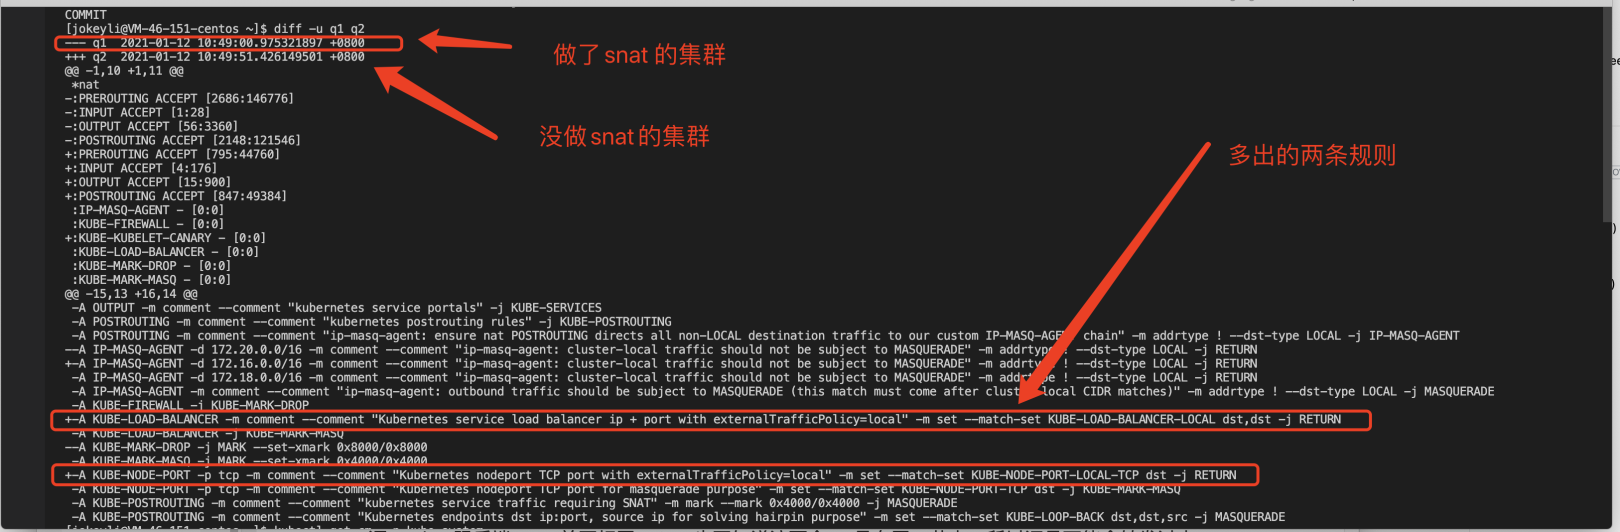 COMMIT
[jokeyli@VM-46-151-centos ~]$ diff -u q1 q2
--- q1  2021-01-12 10:49:00.975321897 +0800
做了 snat 的集群
+++ q2  2021-01-12 10:49:51.426149501 +0800
没做 snat 的集群
@@ -1,10 +1,11 @@
 *nat
-:PREROUTING ACCEPT [2686:146776]
-:INPUT ACCEPT [1:28]
-:OUTPUT ACCEPT [56:3360]
-:POSTROUTING ACCEPT [2148:121546]
多出的两条规则
+:PREROUTING ACCEPT [795:44760]
+:INPUT ACCEPT [4:176]
+:OUTPUT ACCEPT [15:900]
+:POSTROUTING ACCEPT [847:49384]
 :IP-MASQ-AGENT - [0:0]
 :KUBE-FIREWALL - [0:0]
+:KUBE-KUBELET-CANARY - [0:0]
 :KUBE-LOAD-BALANCER - [0:0]
 :KUBE-MARK-DROP - [0:0]
 :KUBE-MARK-MASQ - [0:0]
@@ -15,13 +16,14 @@
 -A OUTPUT -m comment --comment "kubernetes service portals" -j KUBE-SERVICES
 -A POSTROUTING -m comment --comment "kubernetes postrouting rules" -j KUBE-POSTROUTING
 -A POSTROUTING -m comment --comment "ip-masq-agent: ensure nat POSTROUTING directs all non-LOCAL destination traffic to our custom IP-MASQ-AGENT chain" -m addrtype ! --dst-type LOCAL -j IP-MASQ-AGENT
--A IP-MASQ-AGENT -d 172.20.0.0/16 -m comment --comment "ip-masq-agent: cluster-local traffic should not be subject to MASQUERADE" -m addrtype ! --dst-type LOCAL -j RETURN
+-A IP-MASQ-AGENT -d 172.16.0.0/16 -m comment --comment "ip-masq-agent: cluster-local traffic should not be subject to MASQUERADE" -m addrtype ! --dst-type LOCAL -j RETURN
 -A IP-MASQ-AGENT -d 172.18.0.0/16 -m comment --comment "ip-masq-agent: cluster-local traffic should not be subject to MASQUERADE" -m addrtype ! --dst-type LOCAL -j RETURN
 -A IP-MASQ-AGENT -m comment --comment "ip-masq-agent: outbound traffic should be subject to MASQUERADE (this match must come after cluster-local CIDR matches)" -m addrtype ! --dst-type LOCAL -j MASQUERADE
 -A KUBE-FIREWALL -j KUBE-MARK-DROP
+-A KUBE-LOAD-BALANCER -m comment --comment "Kubernetes service load balancer ip + port with externalTrafficPolicy=local" -m set --match-set KUBE-LOAD-BALANCER-LOCAL dst,dst -j RETURN
 -A KUBE-LOAD-BALANCER -j KUBE-MARK-MASQ
--A KUBE-MARK-DROP -j MARK --set-xmark 0x8000/0x8000
 -A KUBE-MARK-MASQ -j MARK --set-xmark 0x4000/0x4000
+-A KUBE-NODE-PORT -p tcp -m comment --comment "Kubernetes nodeport TCP port with externalTrafficPolicy=local" -m set --match-set KUBE-NODE-PORT-LOCAL-TCP dst -j RETURN
 -A KUBE-NODE-PORT -p tcp -m comment --comment "Kubernetes nodeport TCP port for masquerade purpose" -m set --match-set KUBE-NODE-PORT-TCP dst -j KUBE-MARK-MASQ
 -A KUBE-POSTROUTING -m comment --comment "kubernetes service traffic requiring SNAT" -m mark --mark 0x4000/0x4000 -j MASQUERADE
 -A KUBE-POSTROUTING -m comment --comment "Kubernetes endpoints dst ip:port, source ip for solving hairpin purpose" -m set --match-set KUBE-LOOP-BACK dst,dst,src -j MASQUERADE